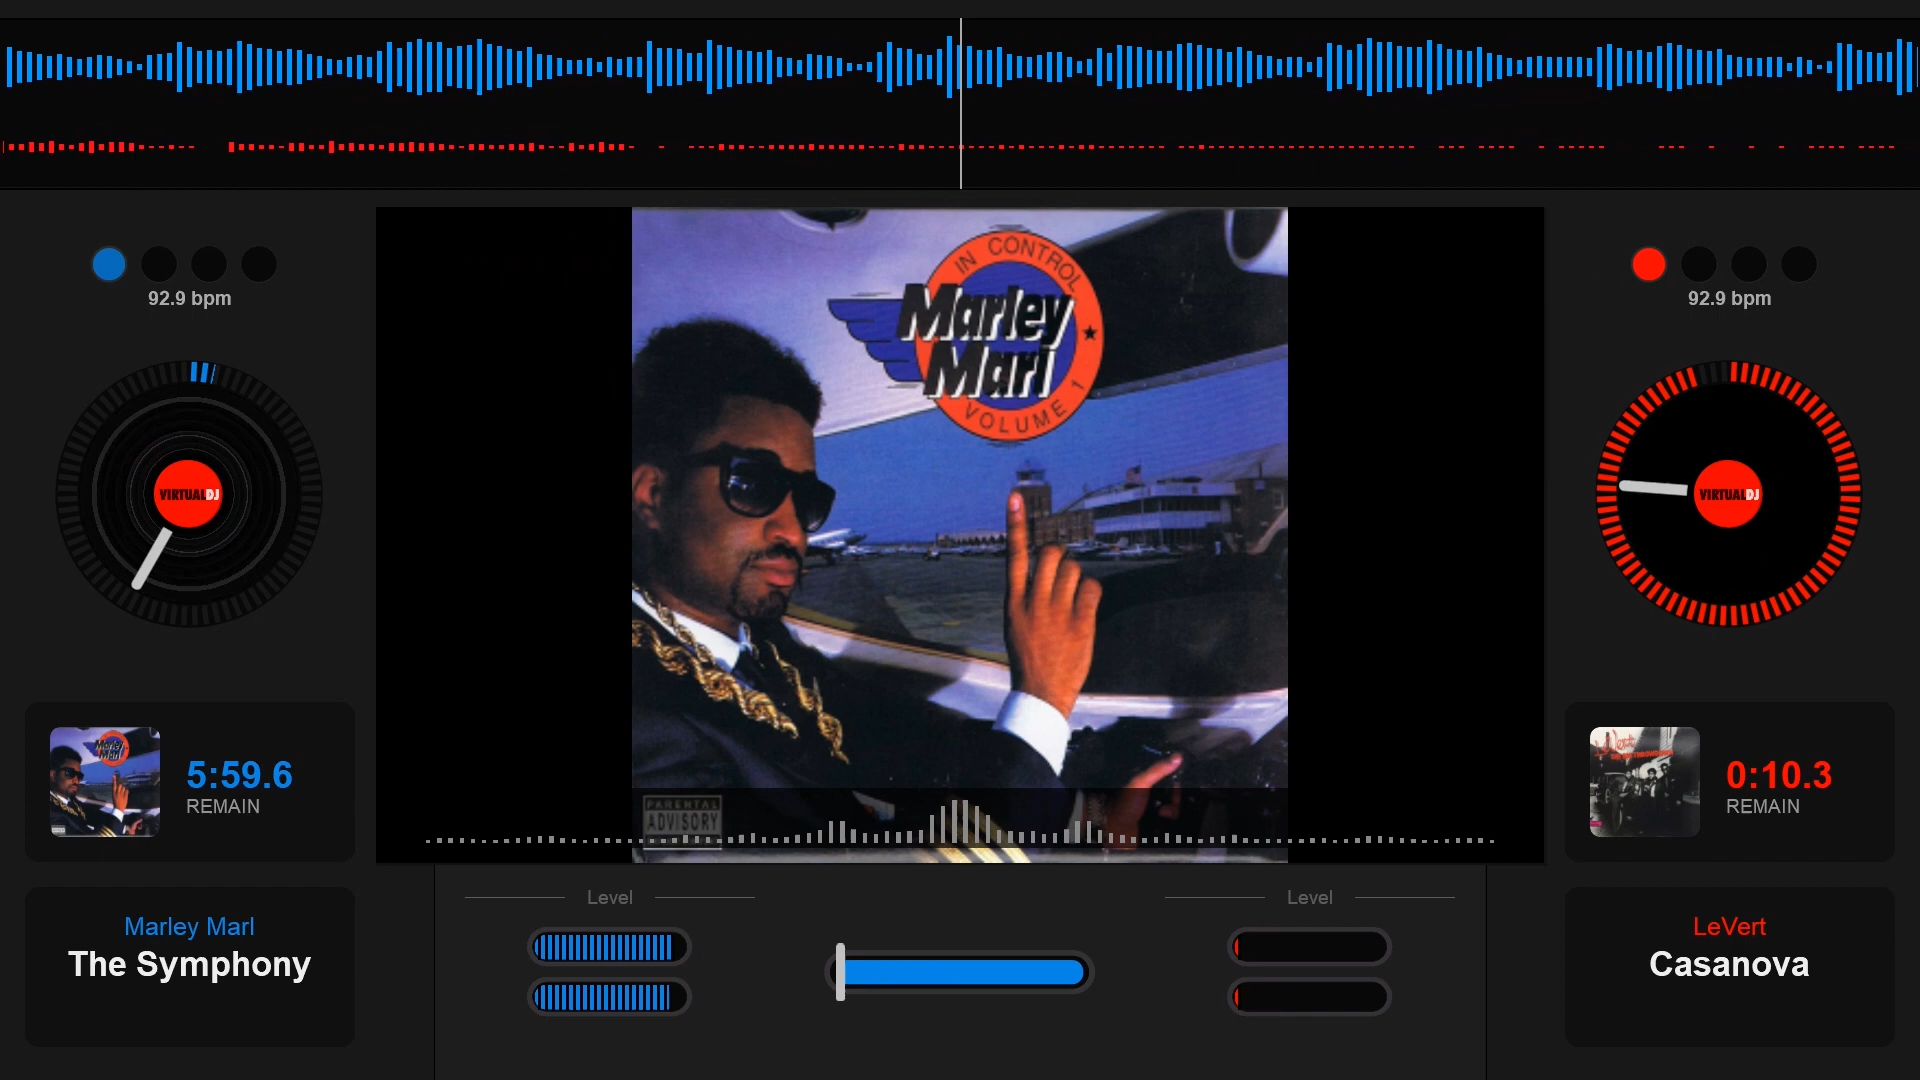 IN CONTROL
Marley
Marl
VOLUME 1
92.9 bpm
92.9 bpm
VIRTUALDJ
VIRTUALDJ
5:59.6
REMAIN
0:10.3
REMAIN
PARENTAL
ADVISORY
Level
Level
Marley Marl
The Symphony
LeVert
Casanova